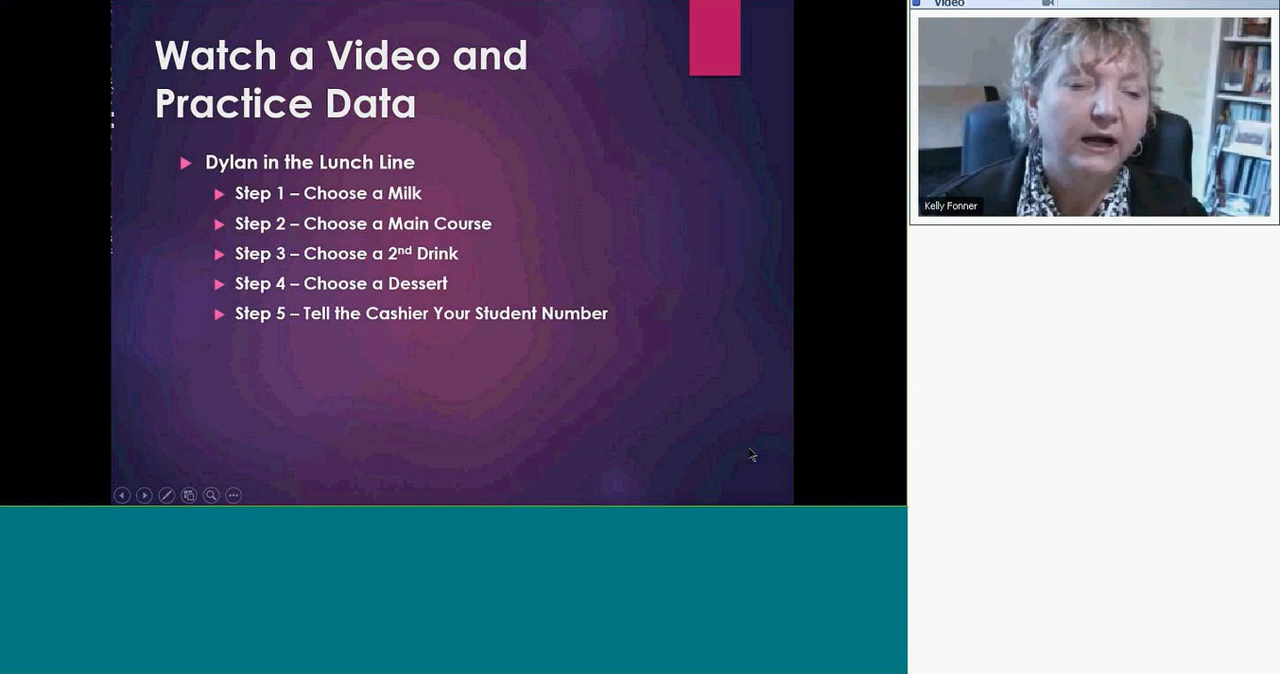 Watch a Video and
Practice Data
Dylan in the Lunch Line
Step 1 – Choose a Milk
Step 2 – Choose a Main Course
Step 3 – Choose a 2nd Drink
Step 4 – Choose a Dessert
Step 5 – Tell the Cashier Your Student Number
Video
Kelly Fonner